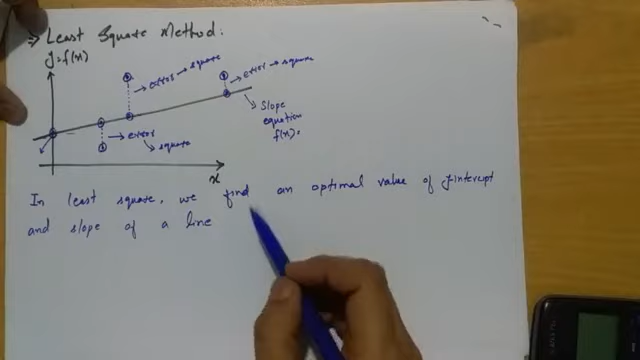 ⇒ Least Square Method:
y=f(x)
→ error → square
→ error → square
→ error
↳ square
Slope
equation
f(x)=
x
In least square, we find an optimal value of y-intercept
and slope of a line